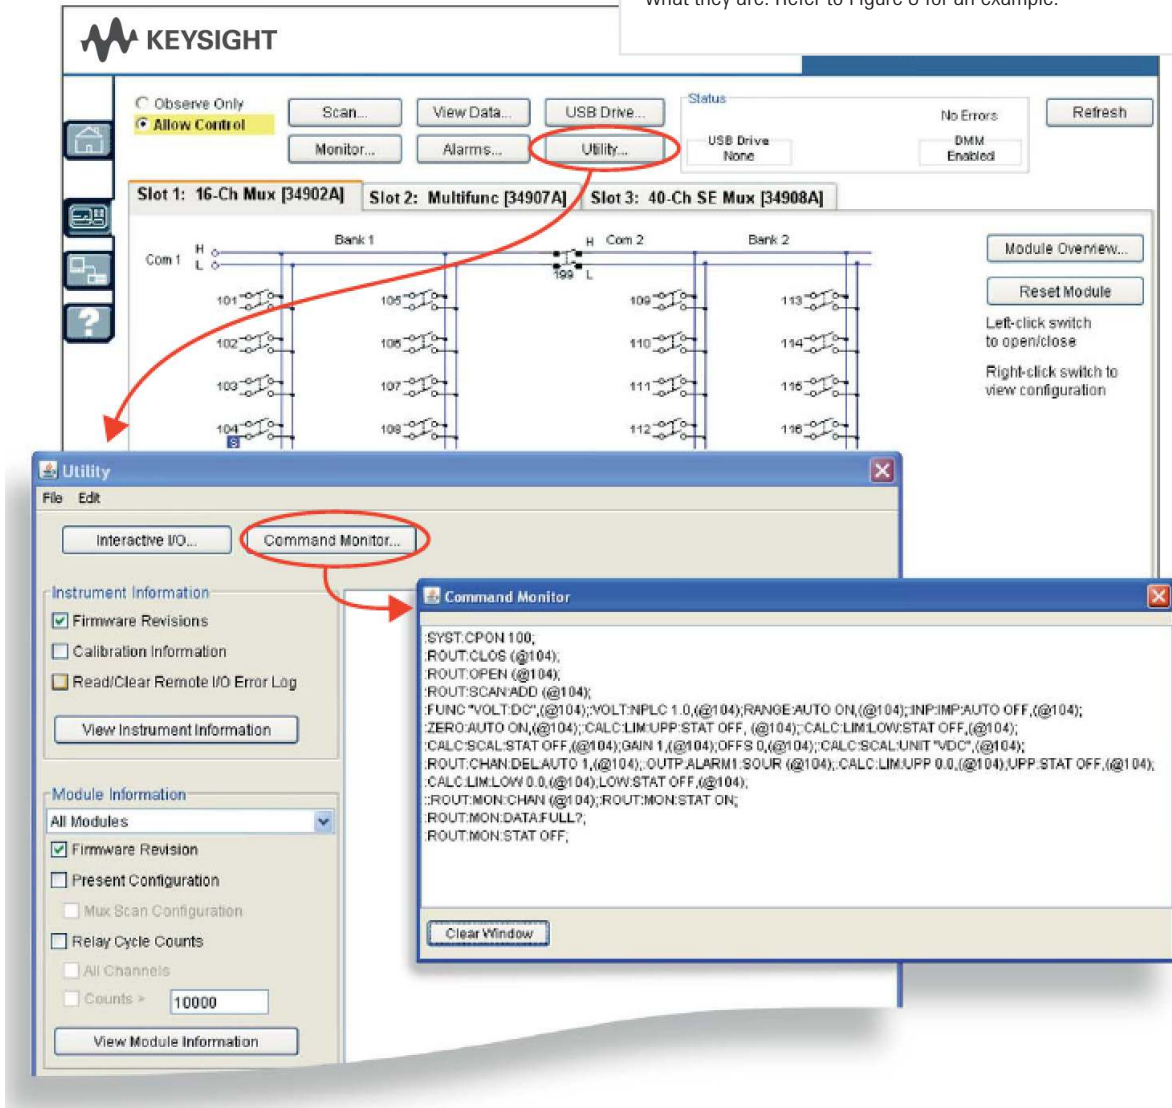 What they are. Refer to Figure 8 for an example.
KEYSIGHT
Observe Only
Allow Control
Scan...
View Data...
USB Drive...
Monitor...
Alarms...
Utility...
Status
USB Drive
None
No Errors
DMM
Enabled
Refresh
Slot 1: 16-Ch Mux [34902A]
Slot 2: Multifunc [34907A]
Slot 3: 40-Ch SE Mux [34908A]
Com 1
H
L
Bank 1
H
Com 2
199
L
Bank 2
101
105
109
113
102
106
110
114
103
107
111
115
104
108
112
116
S
Module Overview...
Reset Module
Left-click switch
to open/close
Right-click switch to
view configuration
?
Utility
File Edit
Interactive I/O...
Command Monitor...
Instrument Information
Firmware Revisions
Calibration Information
Read/Clear Remote I/O Error Log
View Instrument Information
Module Information
All Modules
Firmware Revision
Present Configuration
Mux Scan Configuration
Relay Cycle Counts
All Channels
Counts >
10000
View Module Information
Command Monitor
:SYST:CPON 100;
:ROUT:CLOS (@104);
:ROUT:OPEN (@104);
:ROUT:SCAN:ADD (@104);
:FUNC "VOLT:DC",(@104);:VOLT:NPLC 1.0,(@104);RANGE:AUTO ON,(@104);:INP:IMP:AUTO OFF,(@104);
:ZERO:AUTO ON,(@104);:CALC:LIM:UPP:STAT OFF, (@104);:CALC:LIM:LOW:STAT OFF,(@104);
:CALC:SCAL:STAT OFF,(@104);GAIN 1,(@104);OFFS 0,(@104);:CALC:SCAL:UNIT "VDC",(@104);
:ROUT:CHAN:DEL:AUTO 1,(@104);:OUTP:ALARM1:SOUR (@104);:CALC:LIM:UPP 0.0,(@104);UPP:STAT OFF,(@104);
:CALC:LIM:LOW 0.0,(@104);LOW:STAT OFF,(@104);
::ROUT:MON:CHAN (@104);:ROUT:MON:STAT ON;
:ROUT:MON:DATA:FULL?;
:ROUT:MON:STAT OFF;
Clear Window